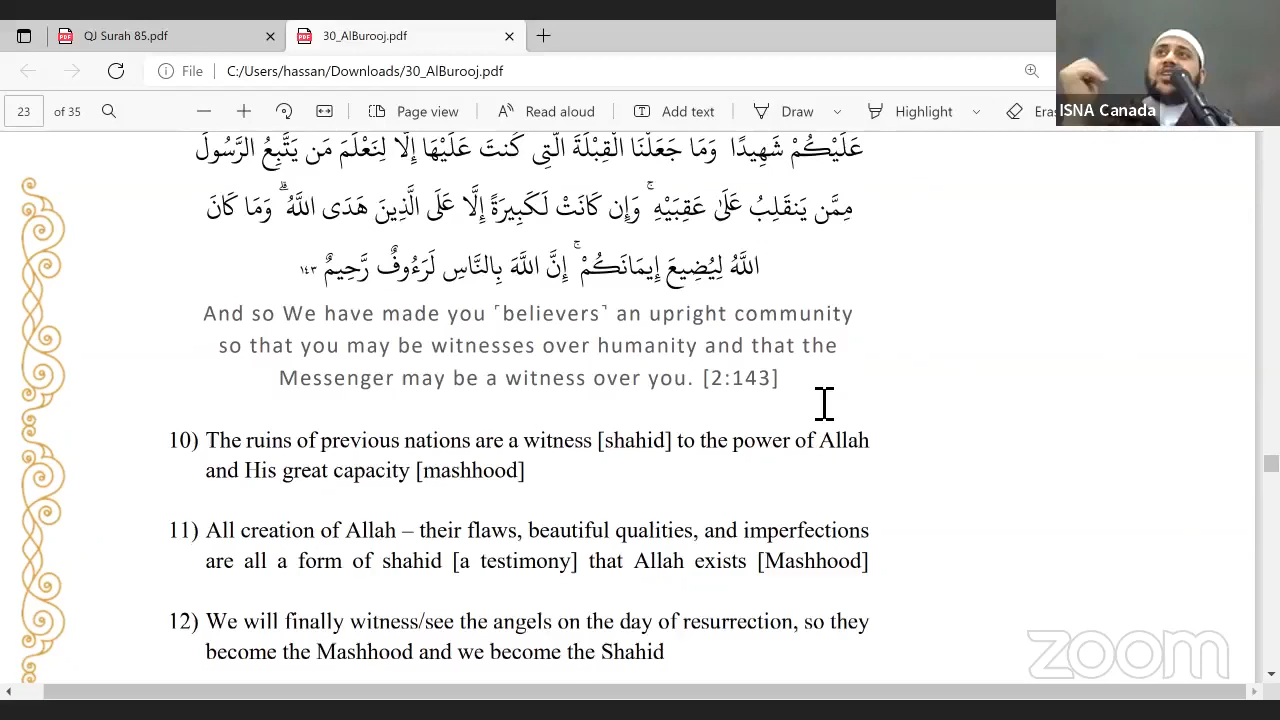 QJ Surah 85.pdf
30_AlBurooj.pdf
File
C:/Users/hassan/Downloads/30_AlBurooj.pdf
23
of 35
Page view
Read aloud
Add text
Draw
Highlight
ISNA Canada
عَلَيْكُمْ شَهِيدًا وَمَا جَعَلْنَا الْقِبْلَةَ الَّتِي كُنتَ عَلَيْهَا إِلَّا لِنَعْلَمَ مَن يَتَّبِعُ الرَّسُولَ
مِمَّن يَنقَلِبُ عَلَىٰ عَقِبَيْهِ ۚ وَإِن كَانَتْ لَكَبِيرَةً إِلَّا عَلَى الَّذِينَ هَدَى اللَّهُ ۗ وَمَا كَانَ
اللَّهُ لِيُضِيعَ إِيمَانَكُمْ ۚ إِنَّ اللَّهَ بِالنَّاسِ لَرَءُوفٌ رَّحِيمٌ ١٤٣
And so We have made you ˹believers˺ an upright community
so that you may be witnesses over humanity and that the
Messenger may be a witness over you. [2:143]
10) The ruins of previous nations are a witness [shahid] to the power of Allah
and His great capacity [mashhood]
11) All creation of Allah – their flaws, beautiful qualities, and imperfections
are all a form of shahid [a testimony] that Allah exists [Mashhood]
12) We will finally witness/see the angels on the day of resurrection, so they
become the Mashhood and we become the Shahid
zoom